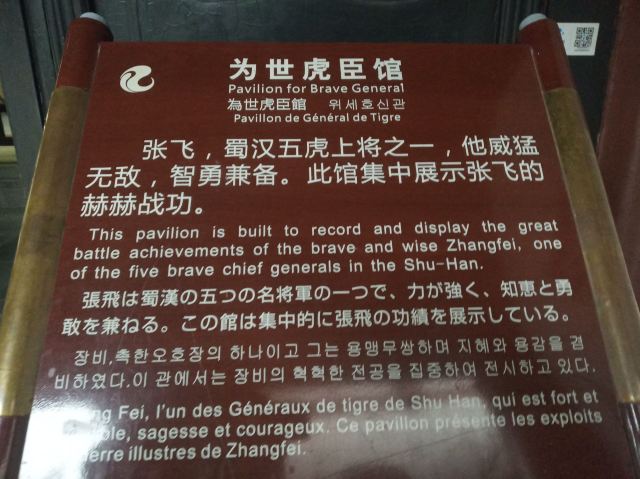 为世虎臣馆
Pavilion for Brave General
為世虎臣館 위세호신관
Pavillon de Général de Tigre
张飞，蜀汉五虎上将之一，他威猛
无敌，智勇兼备。此馆集中展示张飞的
赫赫战功。
This pavilion is built to record and display the great
battle achievements of the brave and wise Zhangfei, one
of the five brave chief generals in the Shu-Han.
張飛は蜀漢の五つの名将軍の一つで、力が強く、知恵と勇
敢を兼ねる。この館は集中的に張飛の功績を展示している。
장비,촉한오호장의 하나이고 그는 용맹무쌍하며 지혜와 용감을 겸
비하였다.이 관에서는 장비의 혁혁한 전공을 집중하여 전시하고 있다.
Fei, l'un des Généraux de tigre de Shu Han, qui est fort et
sagesse et courageux. Ce pavillon présente les exploits
illustres de Zhangfei.